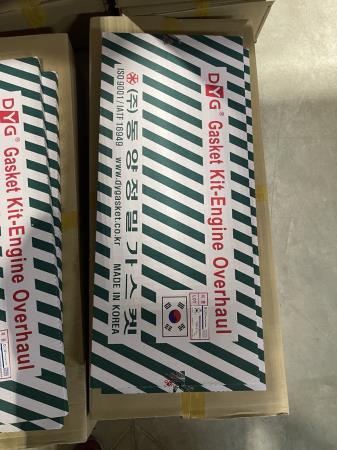 DYG® Gasket Kit-Engine Overhaul
(주)동양정밀가스켓
ISO 9001 / IATF 16949 www.dygasket.co.kr MADE IN KOREA
DYG® Gasket Kit-Engine Overhaul